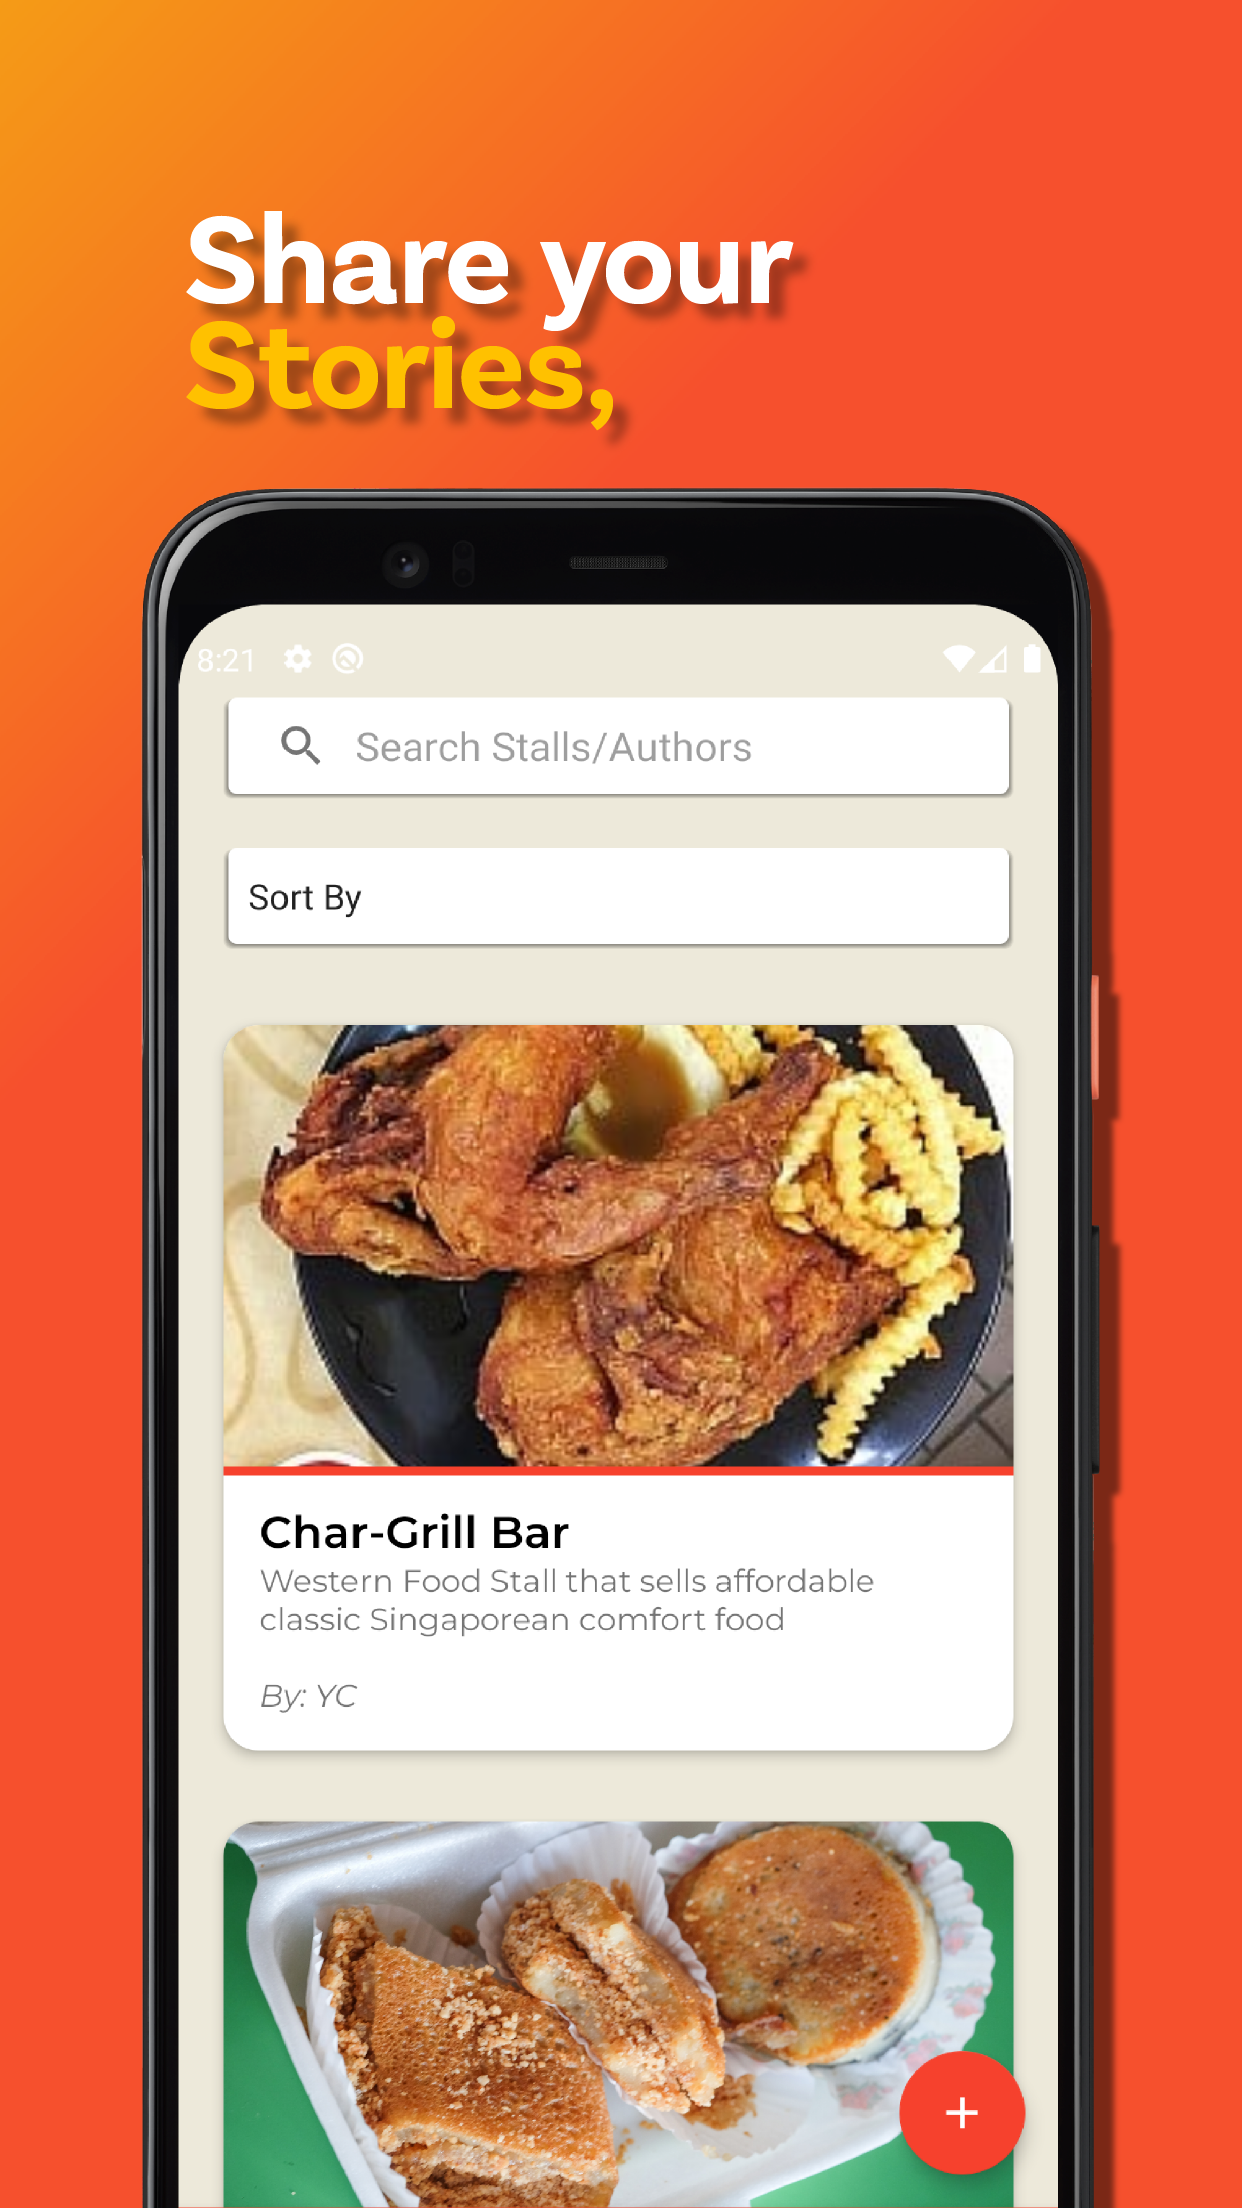 Share your
Stories,
8:21
Search Stalls/Authors
Sort By
Char-Grill Bar
Western Food Stall that sells affordable
classic Singaporean comfort food
By: YC
+